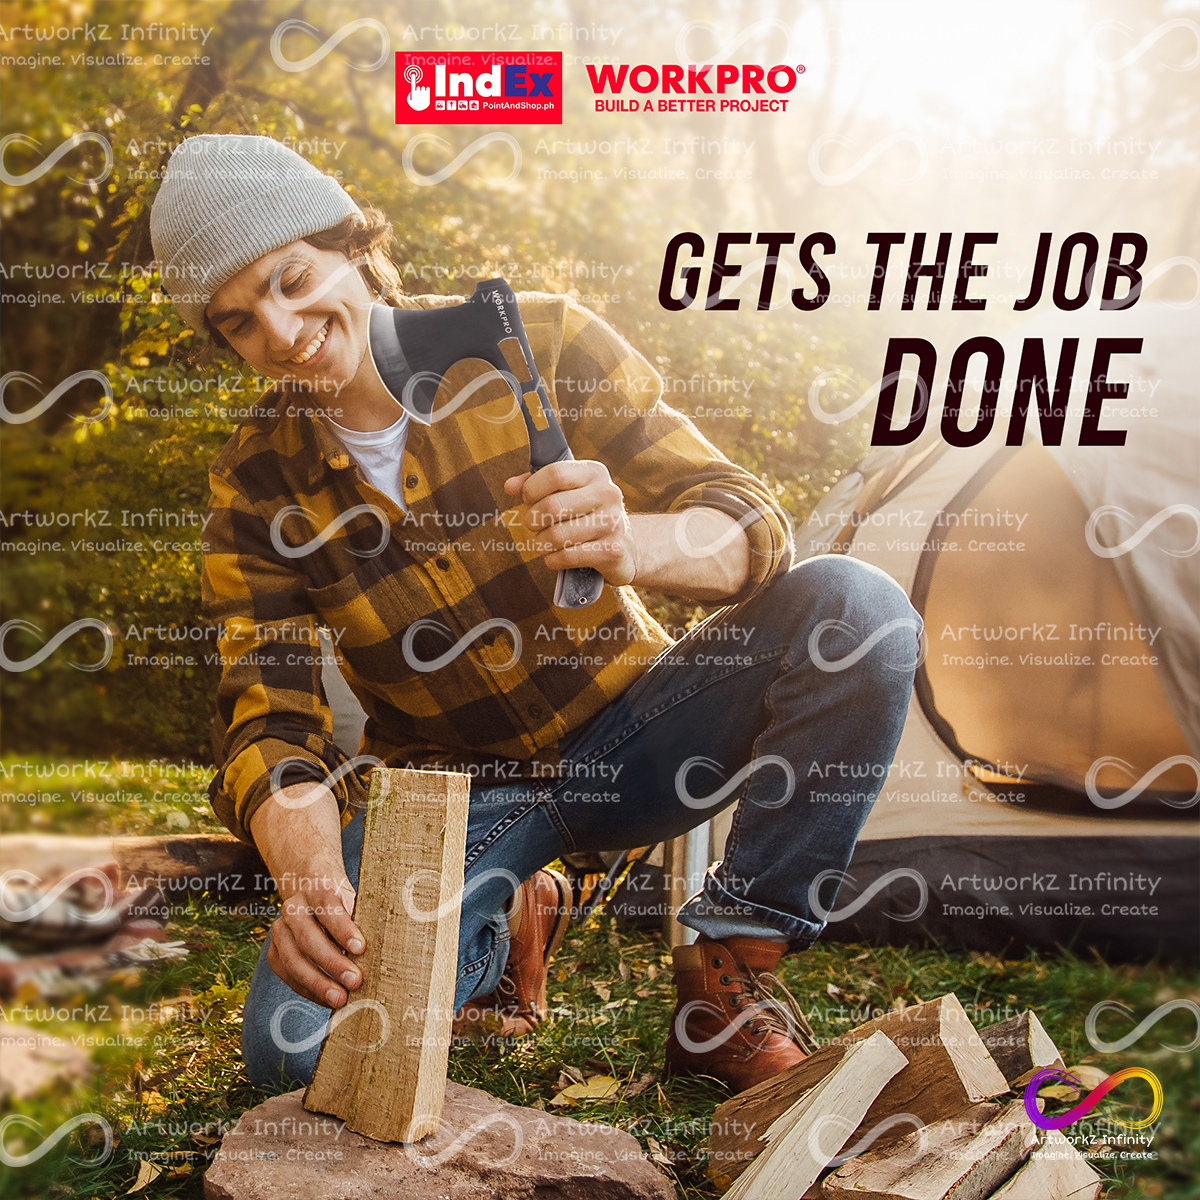 IndEx
PointAndShop.ph
WORKPRO®
BUILD A BETTER PROJECT
GETS THE JOB
DONE
WORKPRO
ArtworkZ Infinity
Imagine. Visualize. Create